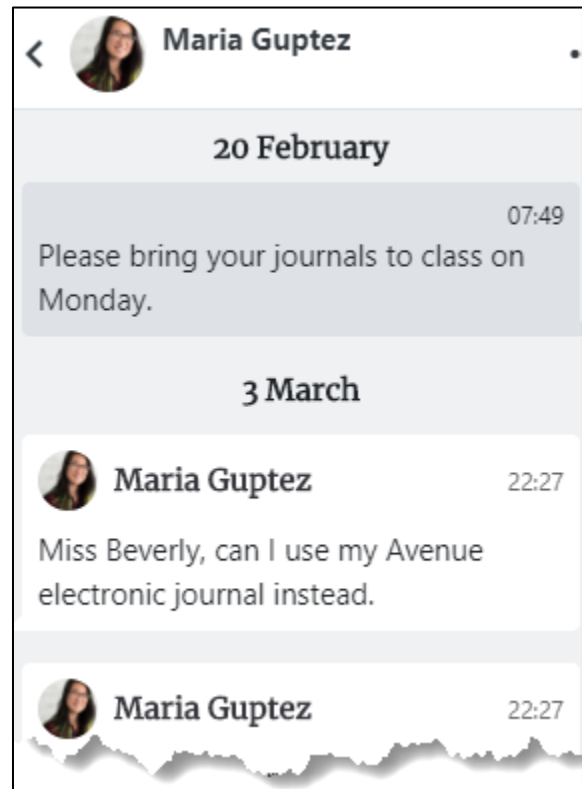 Maria Guptez
20 February
07:49
Please bring your journals to class on
Monday.
3 March
Maria Guptez 22:27
Miss Beverly, can I use my Avenue
electronic journal instead.
Maria Guptez 22:27